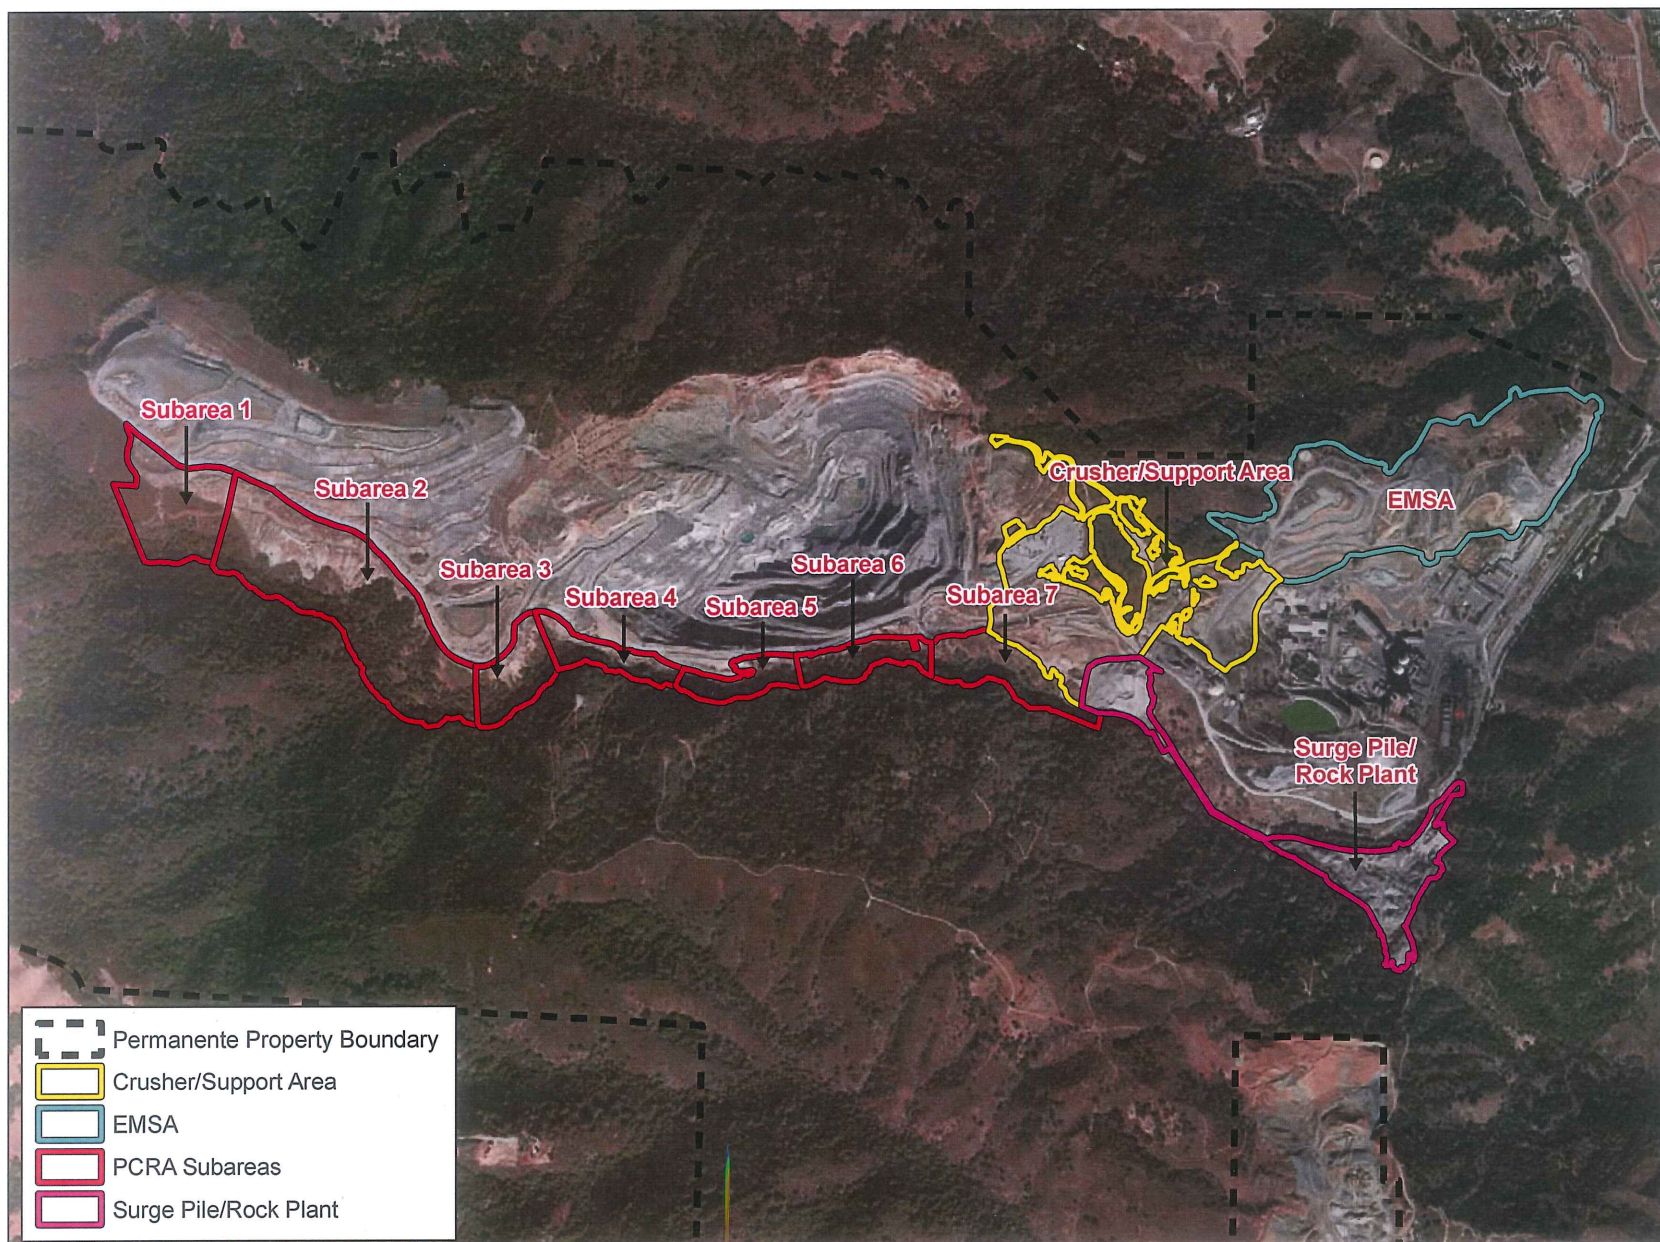 Subarea 1
Subarea 2
Subarea 3
Subarea 4
Subarea 5
Subarea 6
Subarea 7
Crusher/Support Area
EMSA
Surge Pile/
Rock Plant
Permanente Property Boundary
Crusher/Support Area
EMSA
PCRA Subareas
Surge Pile/Rock Plant